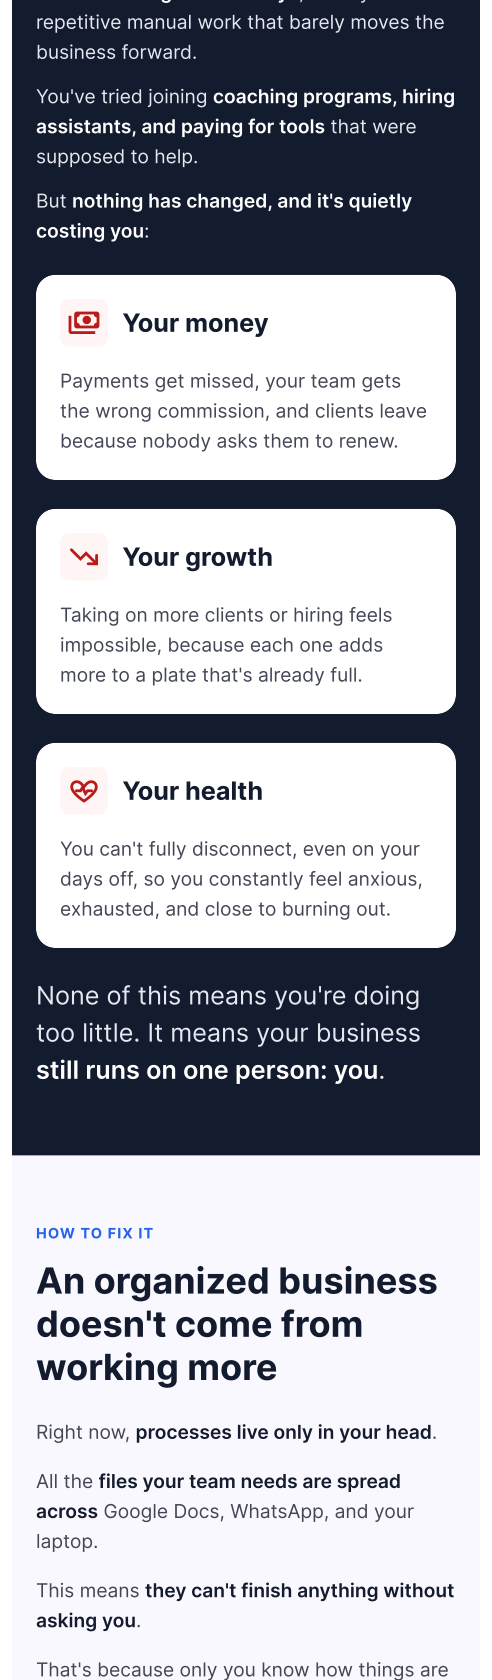 repetitive manual work that barely moves the
business forward.
You've tried joining coaching programs, hiring
assistants, and paying for tools that were
supposed to help.
But nothing has changed, and it's quietly
costing you:
Your money
Payments get missed, your team gets
the wrong commission, and clients leave
because nobody asks them to renew.
Your growth
Taking on more clients or hiring feels
impossible, because each one adds
more to a plate that's already full.
Your health
You can't fully disconnect, even on your
days off, so you constantly feel anxious,
exhausted, and close to burning out.
None of this means you're doing
too little. It means your business
still runs on one person: you.
HOW TO FIX IT
An organized business
doesn't come from
working more
Right now, processes live only in your head.
All the files your team needs are spread
across Google Docs, WhatsApp, and your
laptop.
This means they can't finish anything without
asking you.
That's because only you know how things are